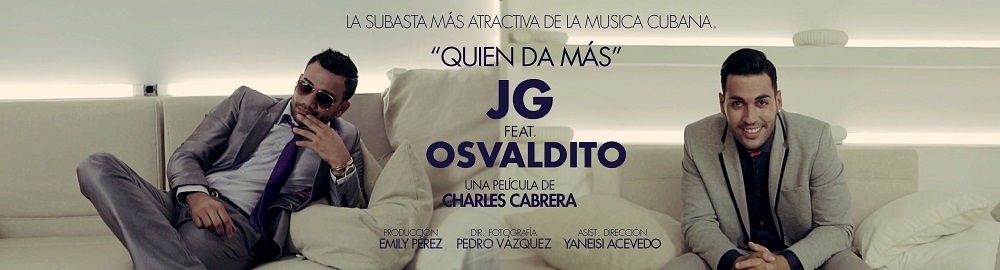 LA SUBASTA MÁS ATRACTIVA DE LA MUSICA CUBANA.
“QUIEN DA MÁS”
JG
FEAT.
OSVALDITO
UNA PELÍCULA DE
CHARLES CABRERA
PRODUCCIÓN
EMILY PÉREZ
DIR. FOTOGRAFÍA
PEDRO VÁZQUEZ
ASIST. DIRECCIÓN
YANEISI ACEVEDO